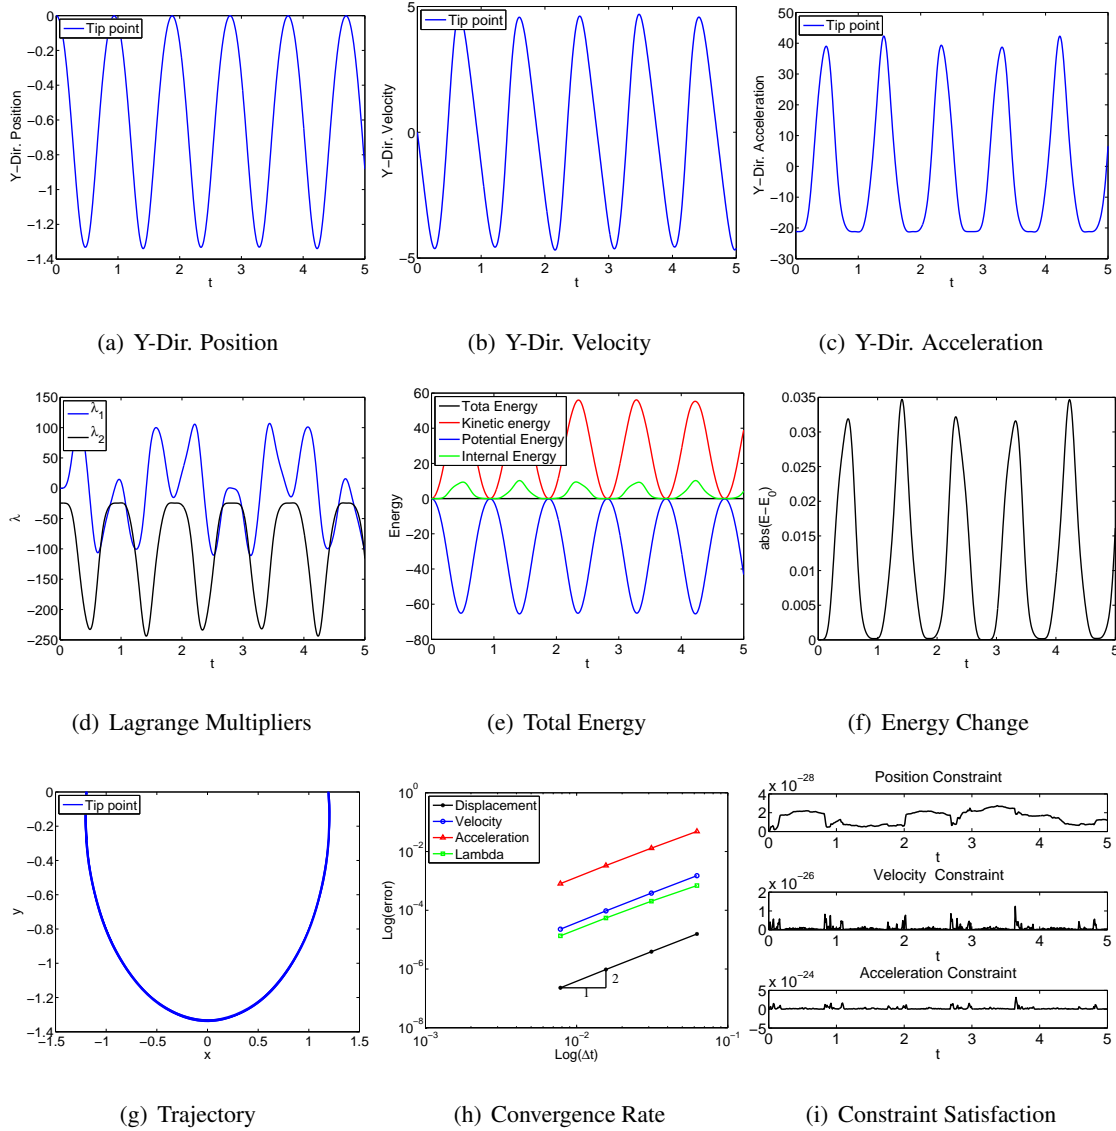 Tip point
0
−0.2
−0.4
−0.6
−0.8
−1
−1.2
−1.4
Y−Dir. Position
0 1 2 3 4 5
t
(a) Y-Dir. Position
Tip point
5
0
−5
Y−Dir. Velocity
0 1 2 3 4 5
t
(b) Y-Dir. Velocity
Tip point
50
40
30
20
10
0
−10
−20
−30
Y−Dir. Acceleration
0 1 2 3 4 5
t
(c) Y-Dir. Acceleration
λ1
λ2
150
100
50
0
−50
−100
−150
−200
−250
λ
0 1 2 3 4 5
t
(d) Lagrange Multipliers
Tota Energy
Kinetic energy
Potential Energy
Internal Energy
60
40
20
0
−20
−40
−60
−80
Energy
0 1 2 3 4 5
t
(e) Total Energy
0.035
0.03
0.025
0.02
0.015
0.01
0.005
0
abs(E−E0)
0 1 2 3 4 5
t
(f) Energy Change
Tip point
0
−0.2
−0.4
−0.6
−0.8
−1
−1.2
−1.4
y
−1.5 −1 −0.5 0 0.5 1 1.5
x
(g) Trajectory
Displacement
Velocity
Acceleration
Lambda
10^0
10^−2
10^−4
10^−6
10^−8
Log(error)
1
2
10^−3 10^−2 10^−1
Log(Δt)
(h) Convergence Rate
x 10^−28
Position Constraint
4
2
0
0 1 2 3 4 5
t
x 10^−26
Velocity Constraint
2
1
0
0 1 2 3 4 5
t
x 10^−24
Acceleration Constraint
5
0
−5
0 1 2 3 4 5
t
(i) Constraint Satisfaction